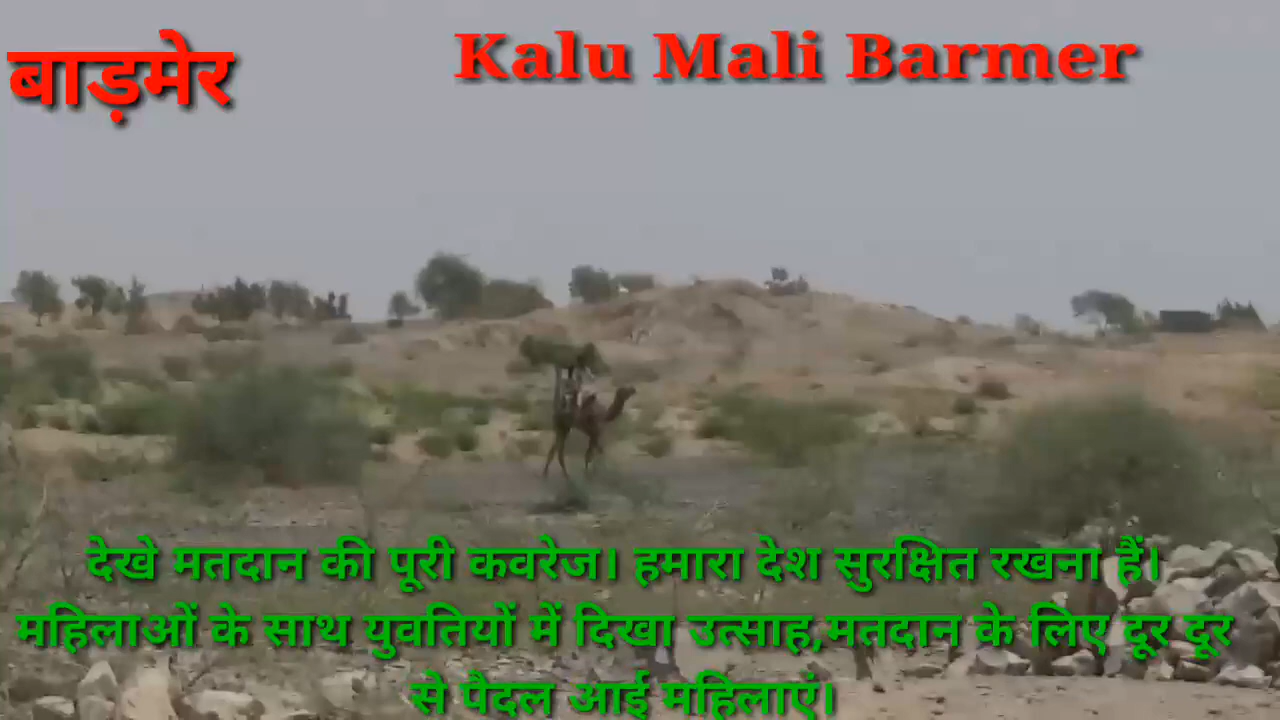 बाड़मेर
Kalu Mali Barmer
देखे मतदान की पूरी कवरेज। हमारा देश सुरक्षित रखना हैं।
महिलाओं के साथ युवतियों में दिखा उत्साह,मतदान के लिए दूर दूर
से पैदल आई महिलाएं।